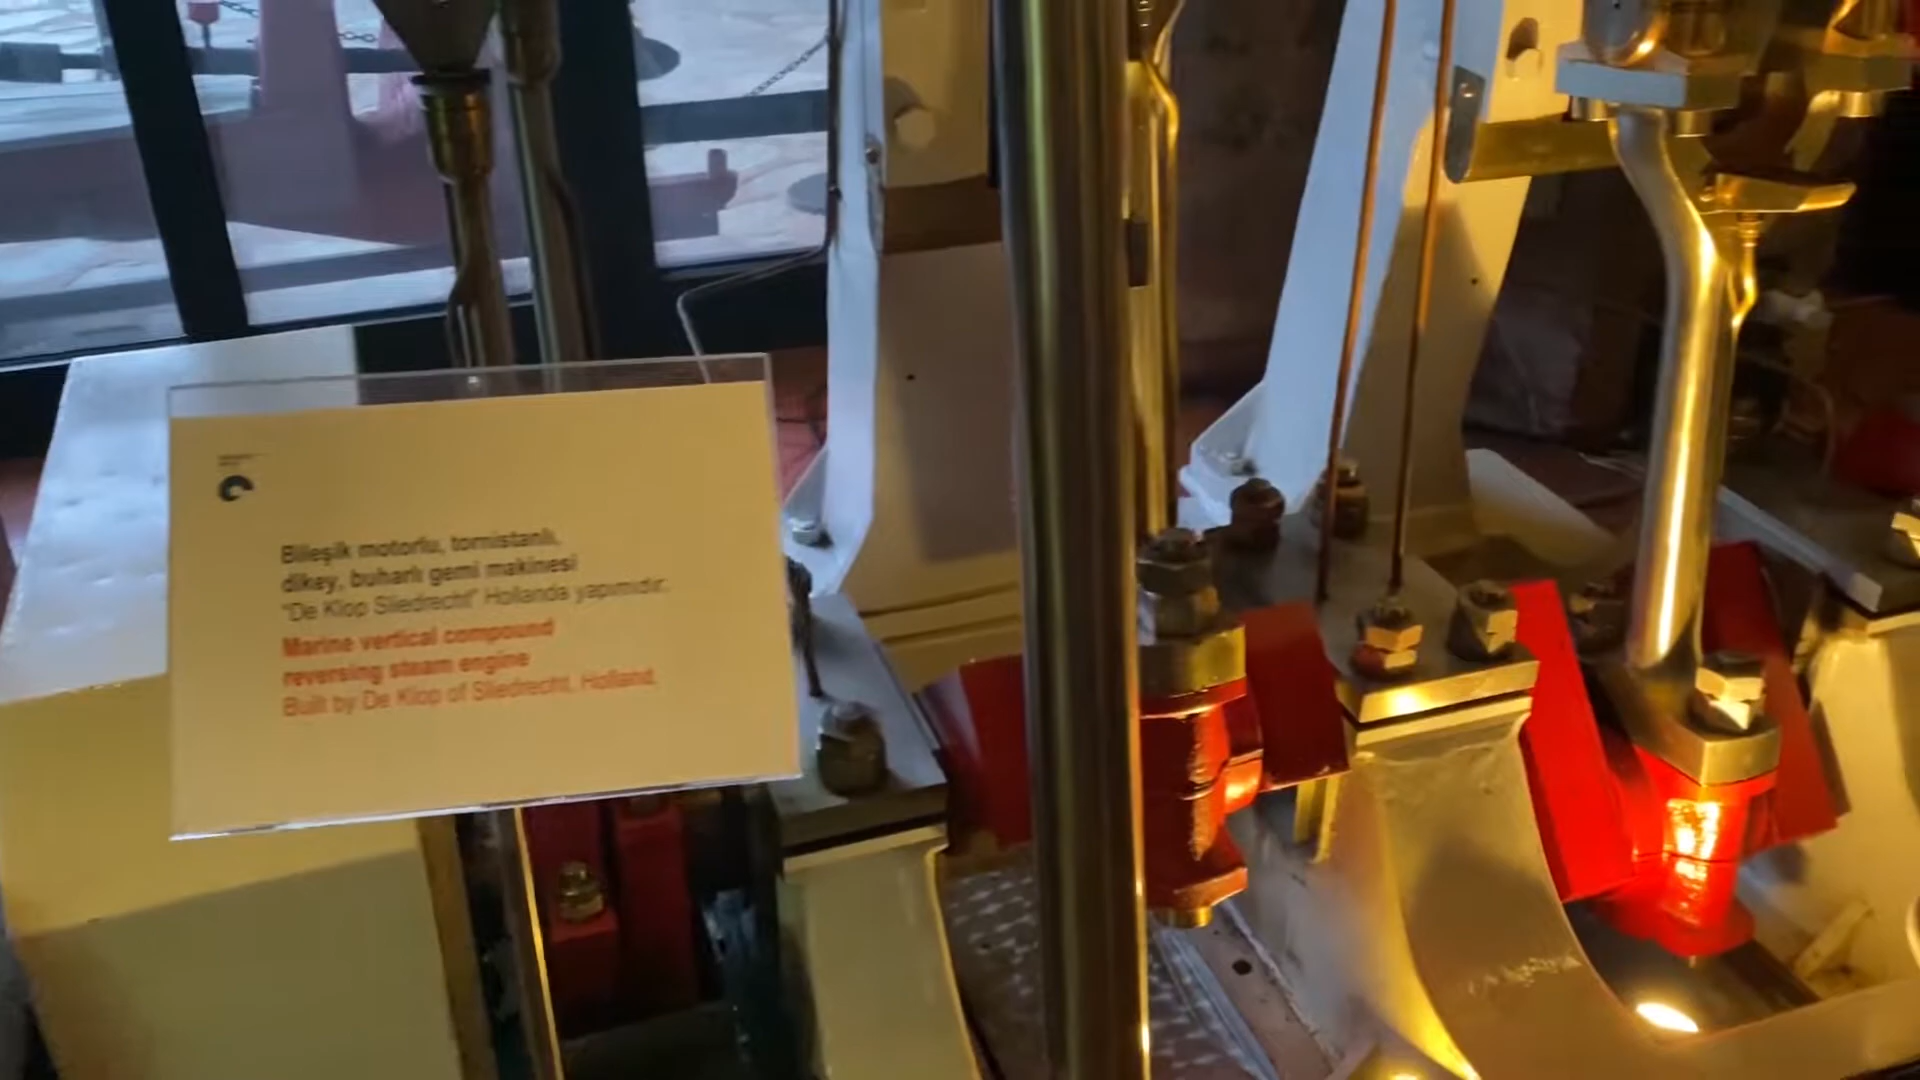 Bileşik motorlu, tornistanlı,
dikey, buharlı gemi makinesi
"De Klop Sliedrecht" Hollanda yapımıdır.
Marine vertical compound
reversing steam engine
Built by De Klop of Sliedrecht, Holland.